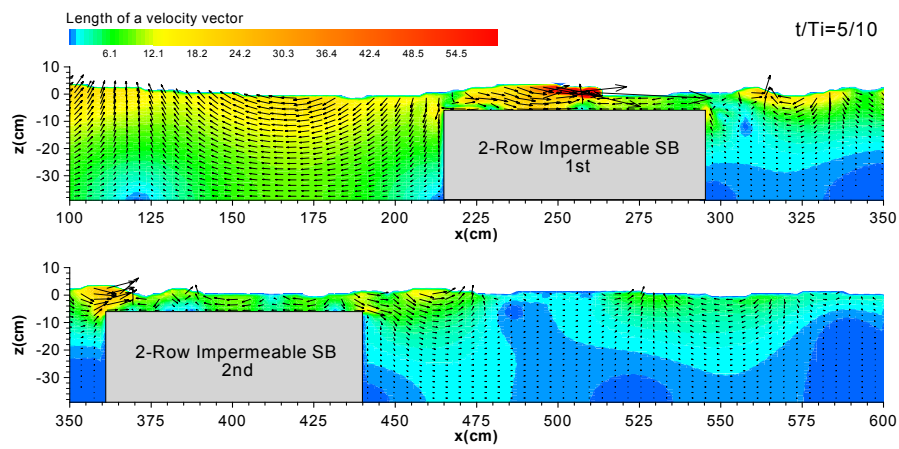 Length of a velocity vector
t/Ti=5/10
6.1 12.1 18.2 24.2 30.3 36.4 42.4 48.5 54.5
10
0
-10
-20
-30
z(cm)
2-Row Impermeable SB
1st
100 125 150 175 200 225 250 275 300 325 350
x(cm)
10
0
-10
-20
-30
z(cm)
2-Row Impermeable SB
2nd
350 375 400 425 450 475 500 525 550 575 600
x(cm)